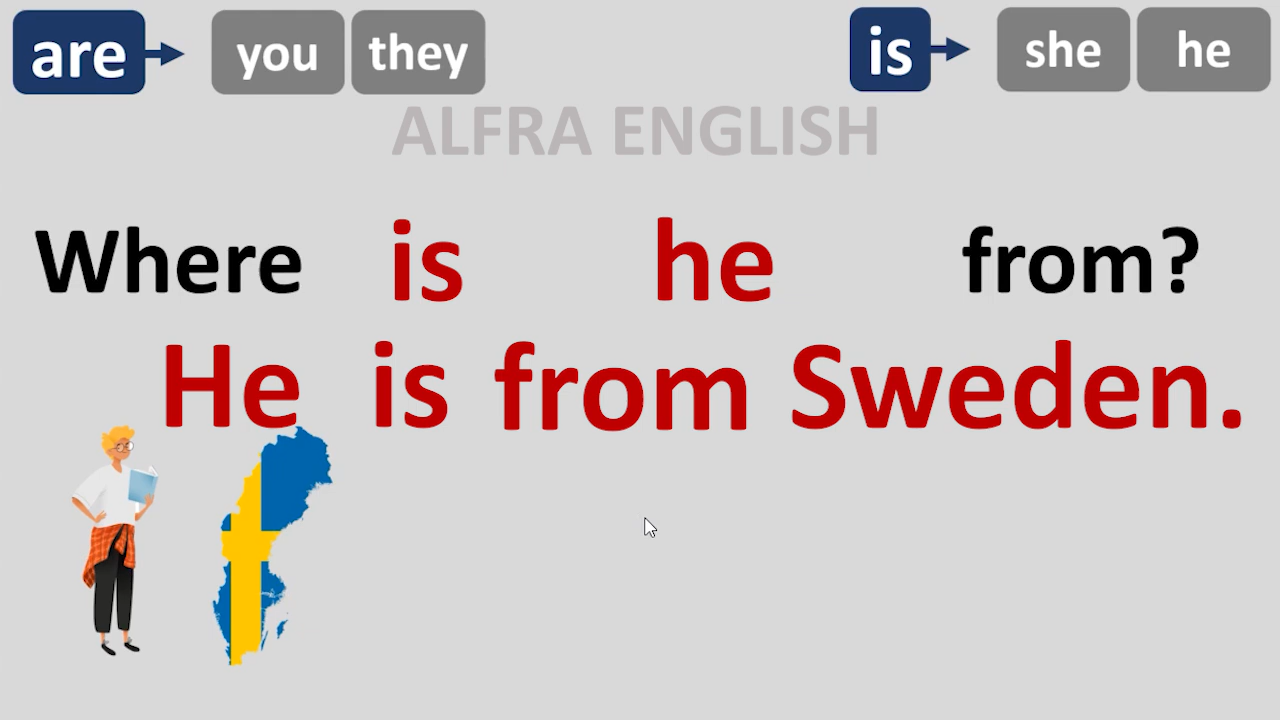 are you they is she he
ALFRA ENGLISH
Where is he from?
He is from Sweden.